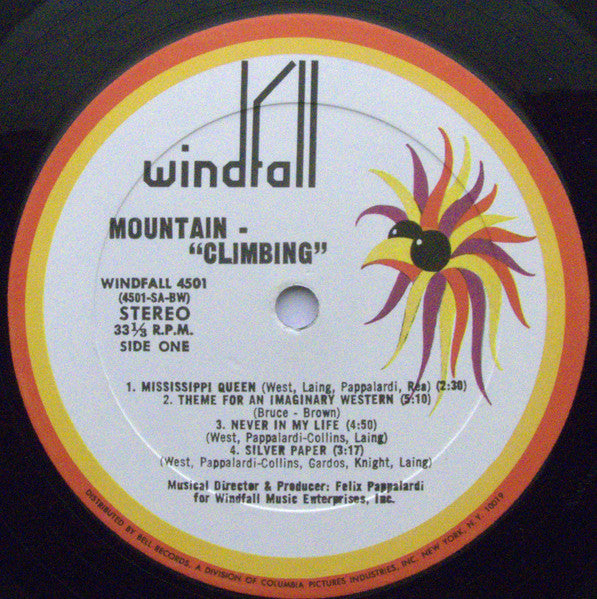 windfall
MOUNTAIN -
"CLIMBING"
WINDFALL 4501
(4501-SA-BW)
STEREO
33⅓ R.P.M.
SIDE ONE
1. MISSISSIPPI QUEEN (West, Laing, Pappalardi, Rea) (2:30)
2. THEME FOR AN IMAGINARY WESTERN (5:10)
(Bruce - Brown)
3. NEVER IN MY LIFE (4:50)
(West, Pappalardi-Collins, Laing)
4. SILVER PAPER (3:17)
(West, Pappalardi-Collins, Gardos, Knight, Laing)
Musical Director & Producer: Felix Pappalardi
for Windfall Music Enterprises, Inc.
DISTRIBUTED BY BELL RECORDS, A DIVISION OF COLUMBIA PICTURES INDUSTRIES, INC. NEW YORK, N.Y. 10019